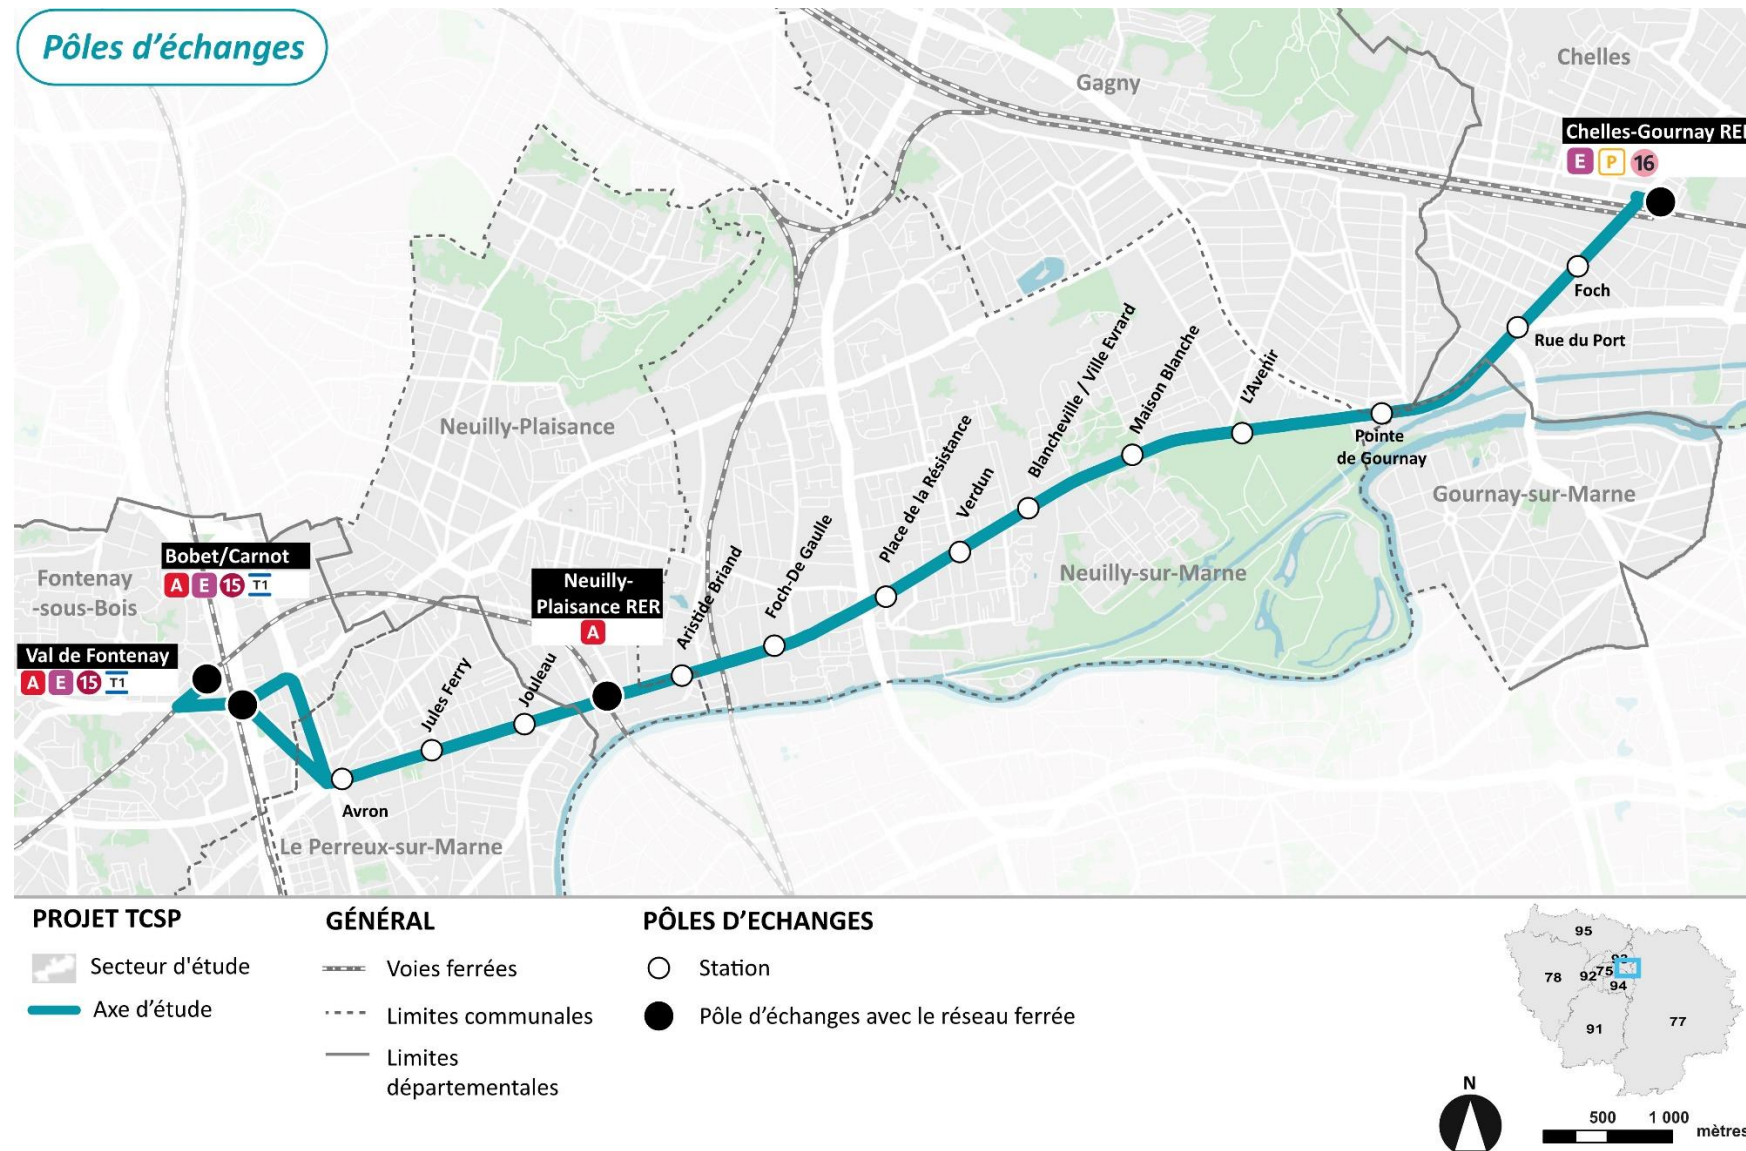 Pôles d'échanges
Gagny
Chelles
Chelles-Gournay RE
E P 16
Foch
Rue du Port
Neuilly-Plaisance
Place de la Résistance
Verdun
Blancheville / Ville Evrard
Maison Blanche
L'Avenir
Pointe
de Gournay
Gournay-sur-Marne
Neuilly-sur-Marne
Fontenay
-sous-Bois
Bobet/Carnot
A E 15 T1
Val de Fontenay
A E 15 T1
Neuilly-
Plaisance RER
A
Jules Ferry
Jouleau
Aristide Briand
Foch-De Gaulle
Avron
Le Perreux-sur-Marne
PROJET TCSP
Secteur d'étude
Axe d'étude
GÉNÉRAL
Voies ferrées
Limites communales
Limites
départementales
PÔLES D'ECHANGES
Station
Pôle d'échanges avec le réseau ferrée
95
93
78
92
75
94
91
77
N
500 1 000
mètres